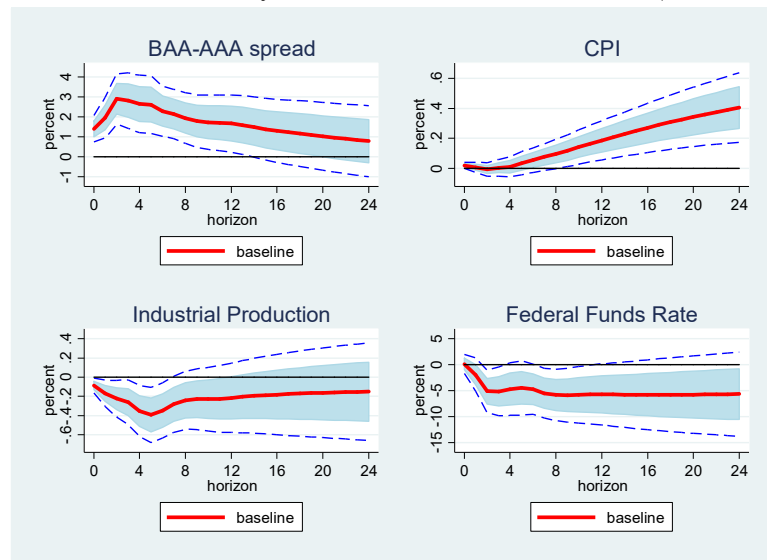 BAA-AAA spread
percent
-1 0 1 2 3 4
0 4 8 12 16 20 24
horizon
baseline
CPI
percent
0 .2 .4 .6
0 4 8 12 16 20 24
horizon
baseline
Industrial Production
percent
-.6 -.4 -.2 0 .2 .4
0 4 8 12 16 20 24
horizon
baseline
Federal Funds Rate
percent
-15 -10 -5 0 5
0 4 8 12 16 20 24
horizon
baseline